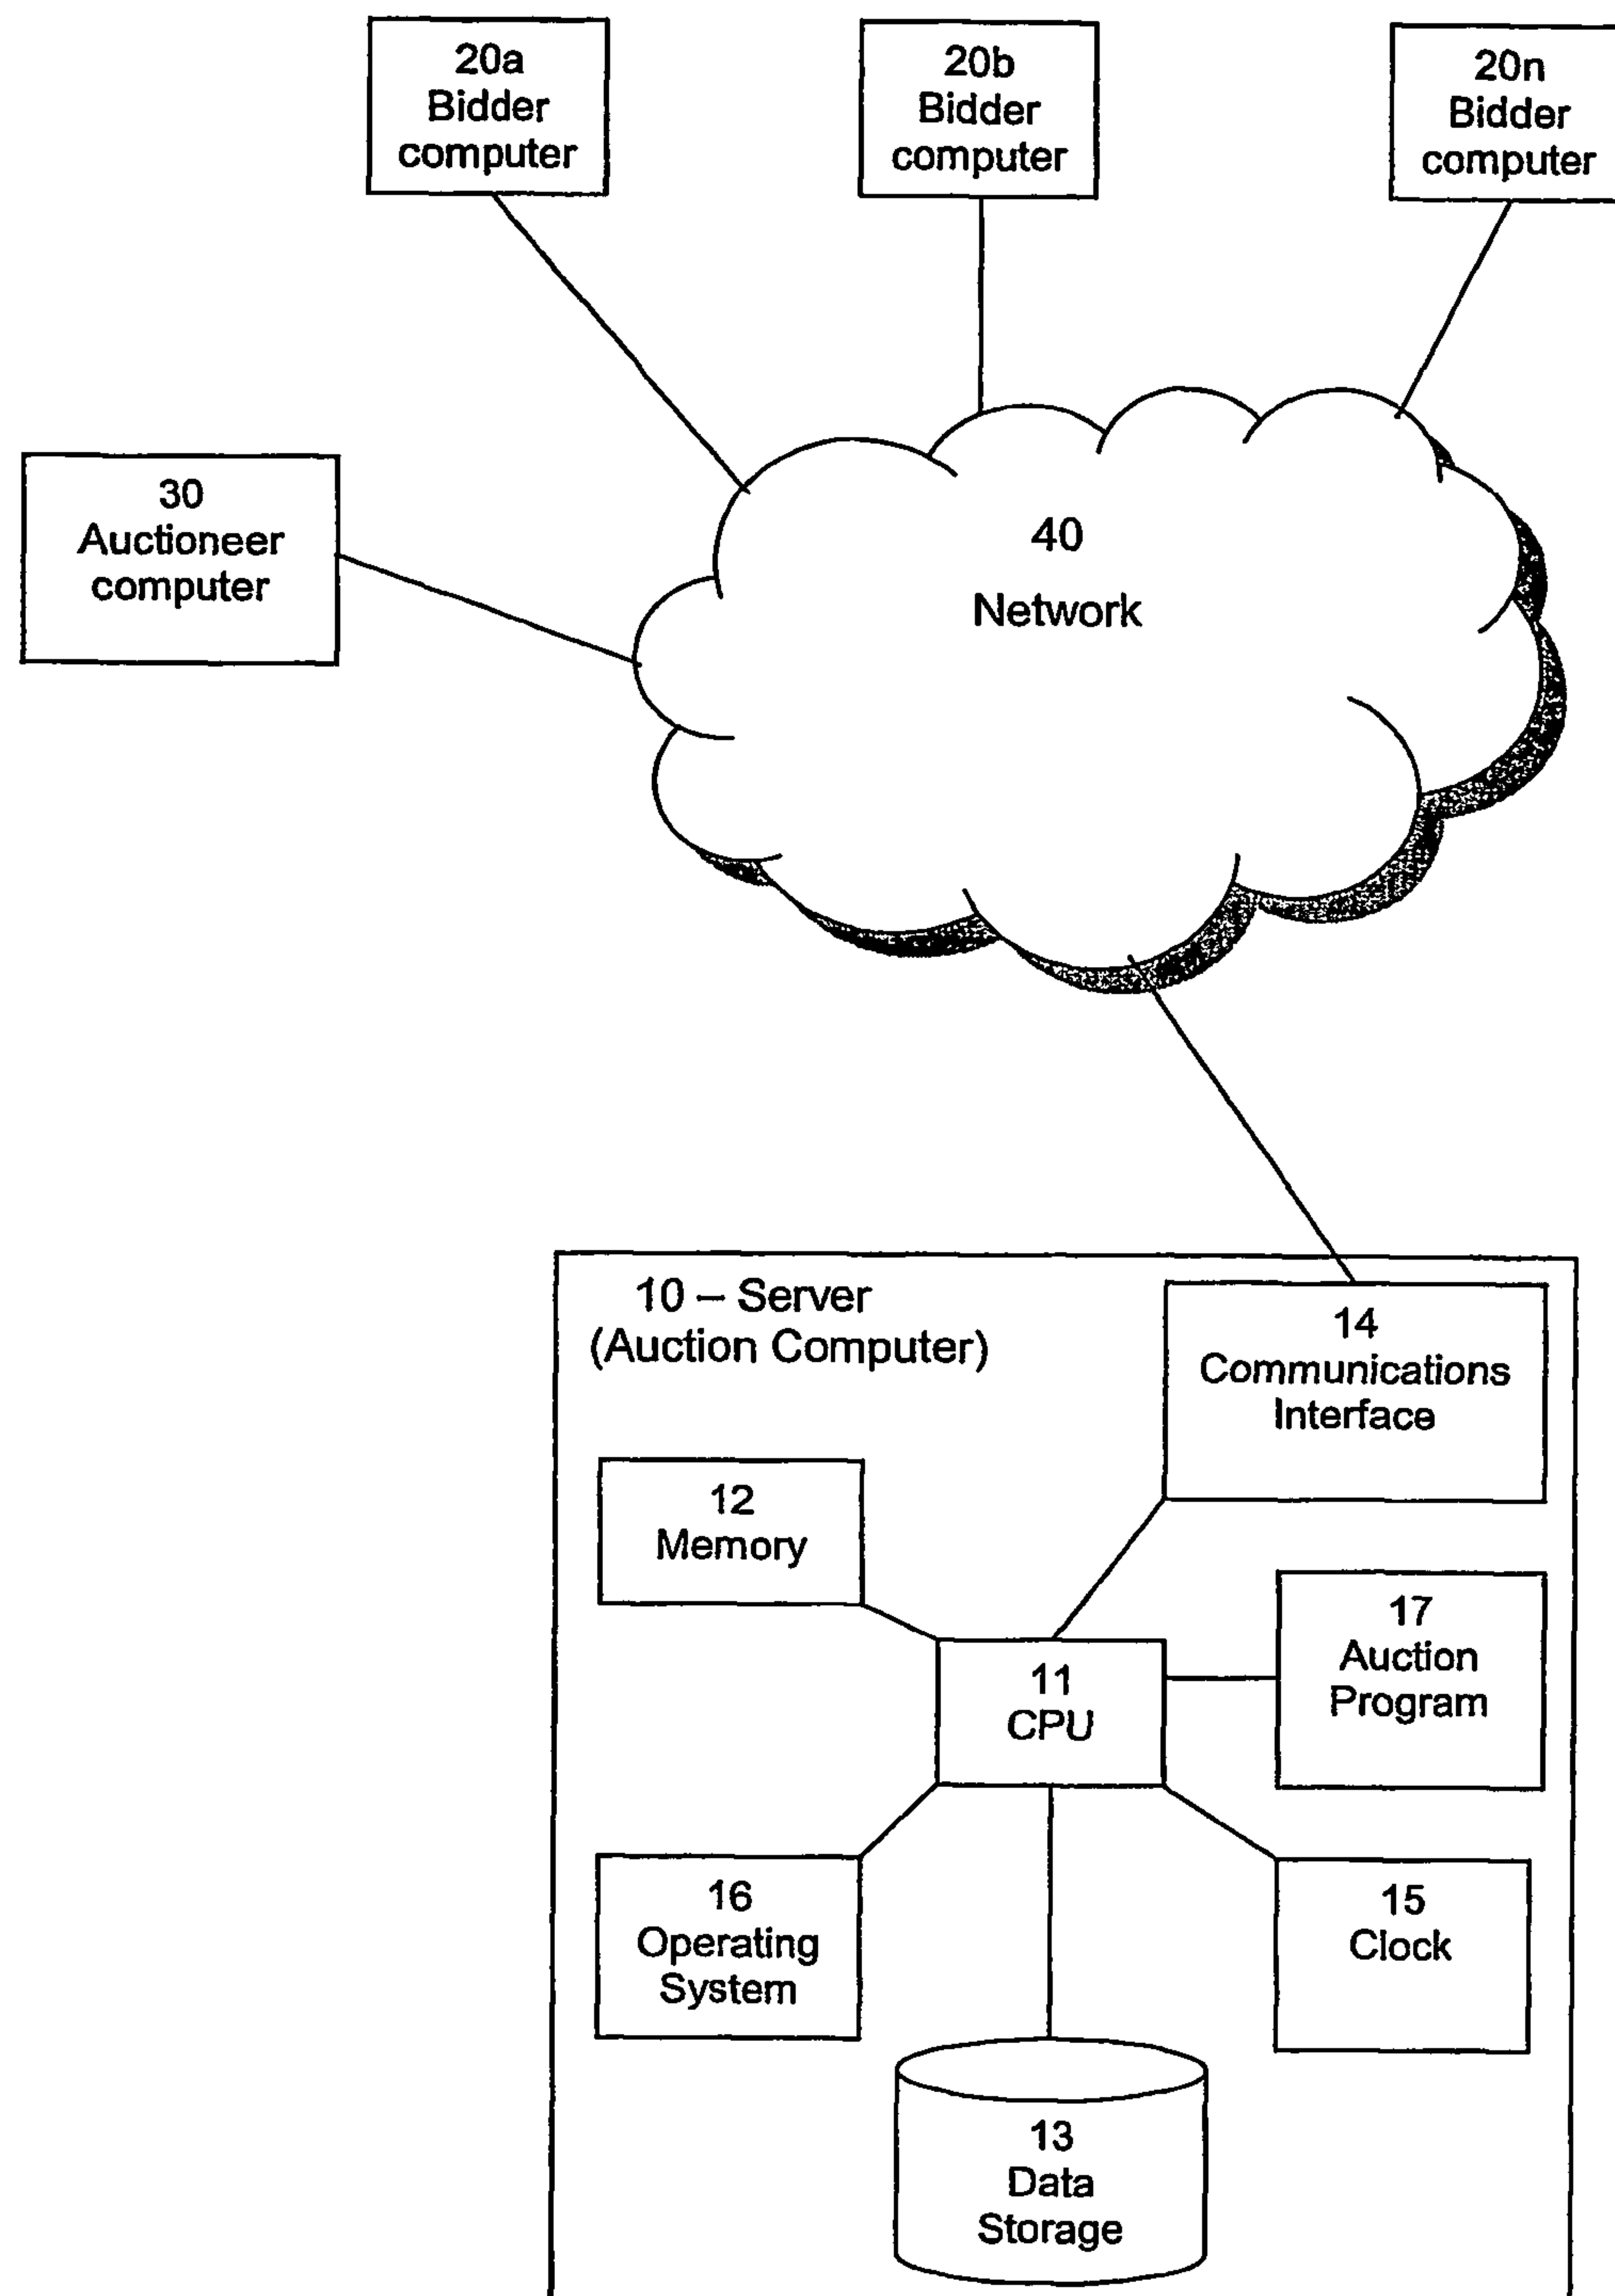 20a
Bidder
computer
20b
Bidder
computer
20n
Bidder
computer
30
Auctioneer
computer
40
Network
10 – Server
(Auction Computer)
14
Communications
Interface
12
Memory
17
Auction
Program
11
CPU
16
Operating
System
15
Clock
13
Data
Storage